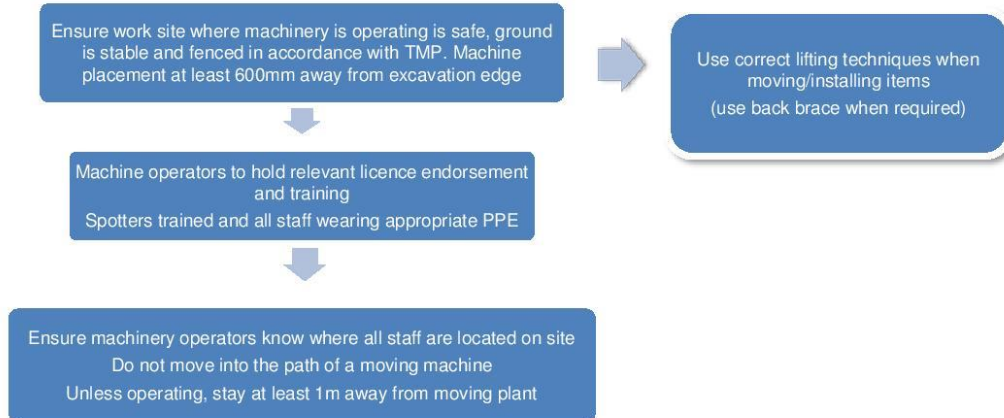 Ensure work site where machinery is operating is safe, ground
is stable and fenced in accordance with TMP. Machine
placement at least 600mm away from excavation edge
Use correct lifting techniques when
moving/installing items
(use back brace when required)
Machine operators to hold relevant licence endorsement
and training
Spotters trained and all staff wearing appropriate PPE
Ensure machinery operators know where all staff are located on site
Do not move into the path of a moving machine
Unless operating, stay at least 1m away from moving plant